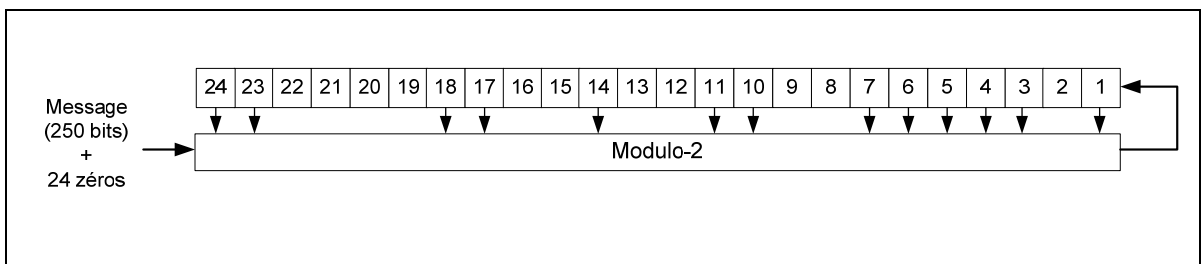 24 23 22 21 20 19 18 17 16 15 14 13 12 11 10 9 8 7 6 5 4 3 2 1
Message
(250 bits)
+
24 zéros
Modulo-2